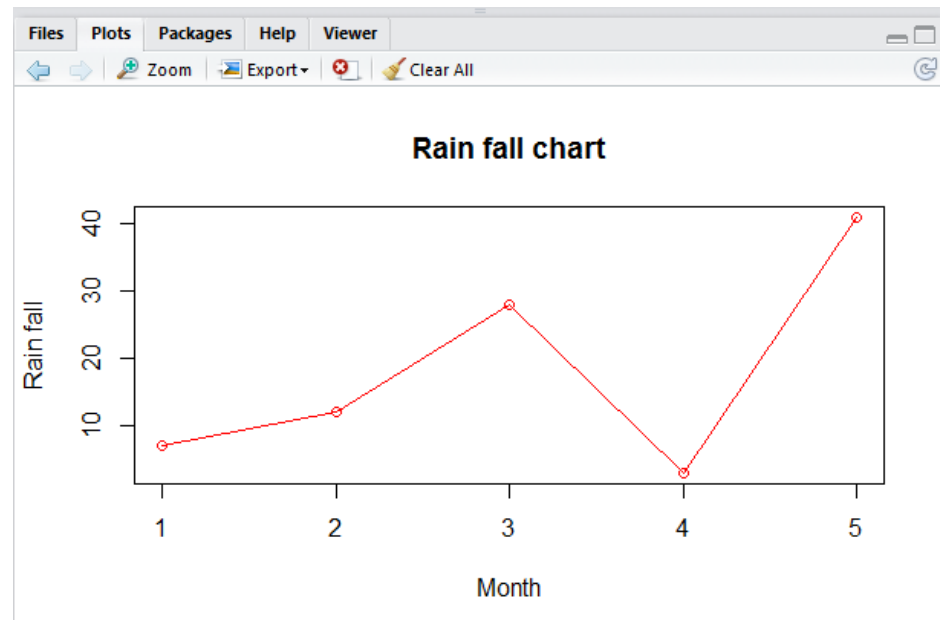 Files Plots Packages Help Viewer
Zoom Export Clear All
Rain fall chart
40
30
20
10
Rain fall
1 2 3 4 5
Month